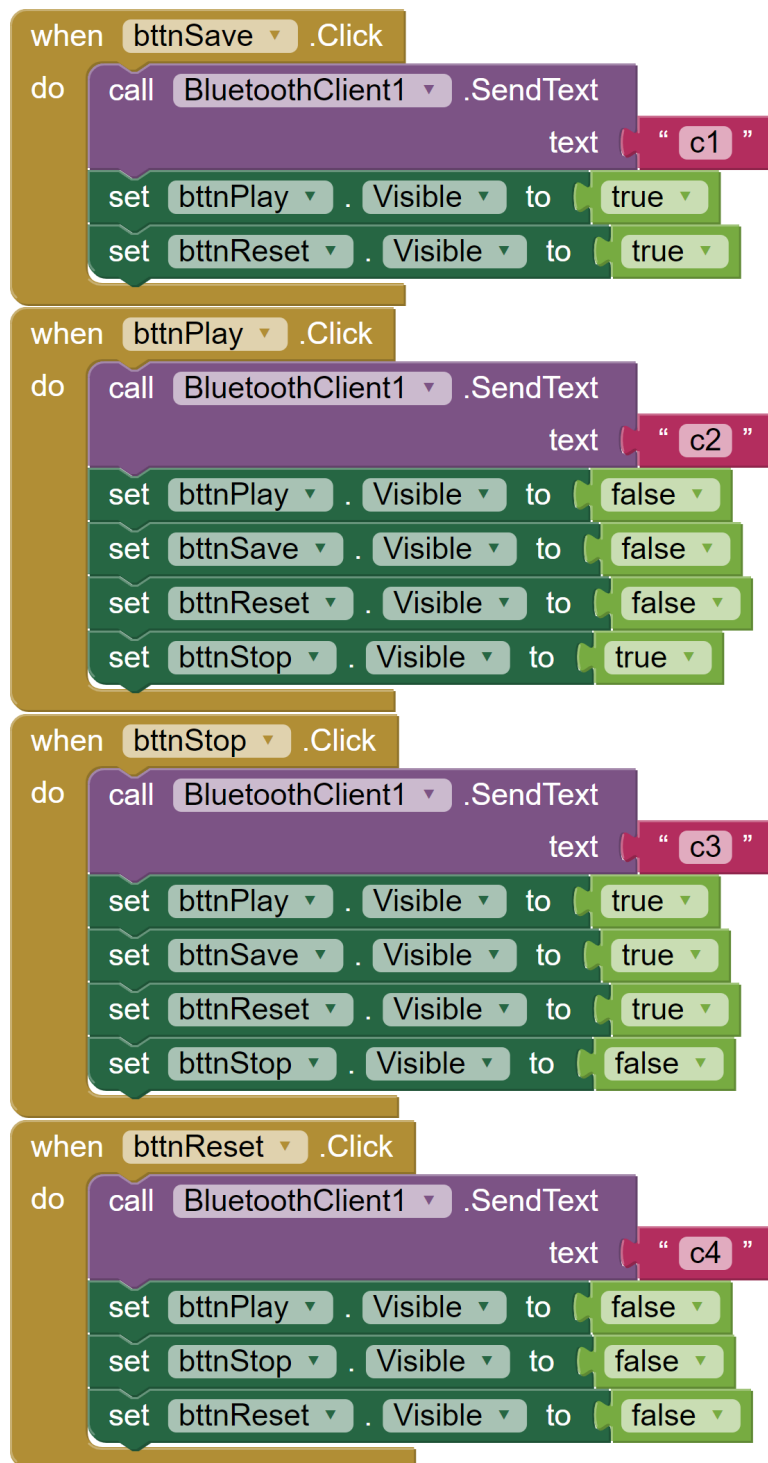 when bttnSave .Click
do call BluetoothClient1 .SendText
text “ c1 ”
set bttnPlay . Visible to true
set bttnReset . Visible to true
when bttnPlay .Click
do call BluetoothClient1 .SendText
text “ c2 ”
set bttnPlay . Visible to false
set bttnSave . Visible to false
set bttnReset . Visible to false
set bttnStop . Visible to true
when bttnStop .Click
do call BluetoothClient1 .SendText
text “ c3 ”
set bttnPlay . Visible to true
set bttnSave . Visible to true
set bttnReset . Visible to true
set bttnStop . Visible to false
when bttnReset .Click
do call BluetoothClient1 .SendText
text “ c4 ”
set bttnPlay . Visible to false
set bttnStop . Visible to false
set bttnReset . Visible to false